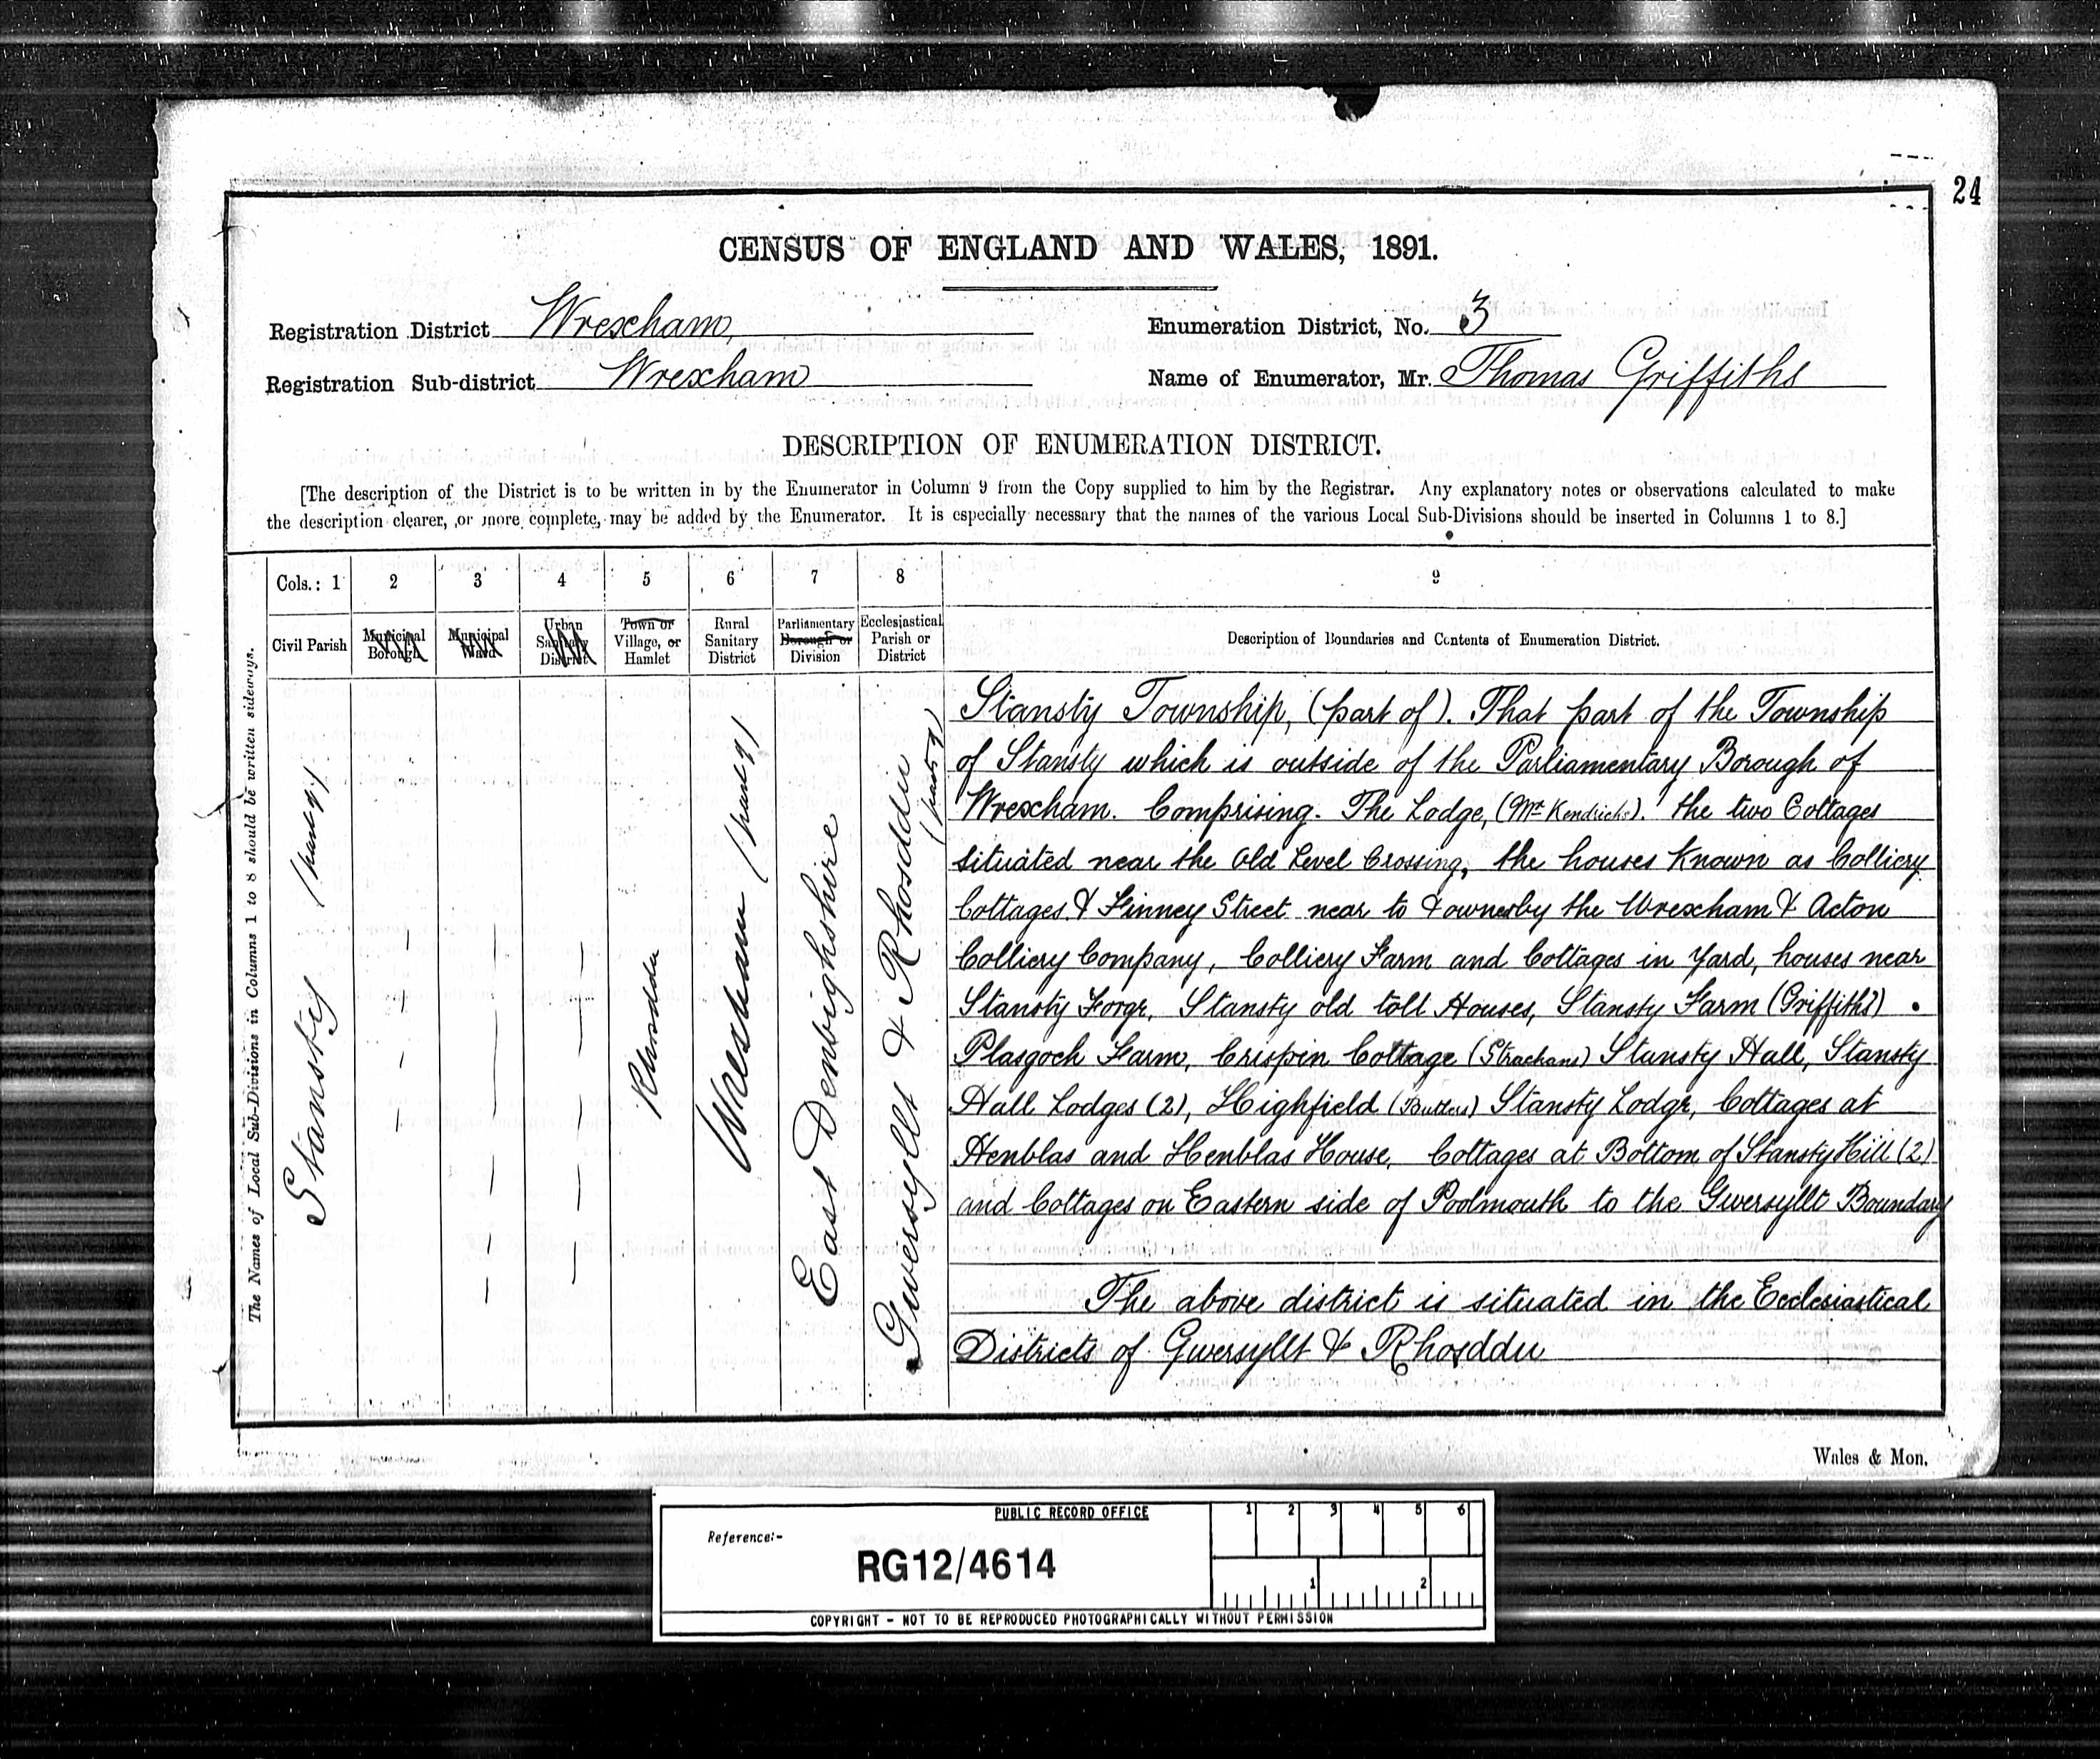 24
CENSUS OF ENGLAND AND WALES, 1891.
Registration District Wrexham
Enumeration District, No. 3
Registration Sub-district Wrexham
Name of Enumerator, Mr. Thomas Griffiths
DESCRIPTION OF ENUMERATION DISTRICT.
[The description of the District is to be written in by the Enumerator in Column 9 from the Copy supplied to him by the Registrar. Any explanatory notes or observations calculated to make
the description clearer, or more complete, may be added by the Enumerator. It is especially necessary that the names of the various Local Sub-Divisions should be inserted in Columns 1 to 8.]
The Names of Local Sub-Divisions in Columns 1 to 8 should be written sideways.
Cols.: 1 2 3 4 5 6 7 8 9
Civil Parish
Municipal Borough
Municipal Ward
Urban Sanitary District
Town or Village, or Hamlet
Rural Sanitary District
Parliamentary Borough or Division
Ecclesiastical Parish or District
Description of Boundaries and Contents of Enumeration District.
Stansty (part of)
Rhosddu
Wrexham (part of)
East Denbighshire
Gwersyllt & Rhosddu (part of)
Stansty Township, (part of). That part of the Township
of Stansty which is outside of the Parliamentary Borough of
Wrexham. Comprising. The Lodge, (Mr Kendricks). the two Cottages
situated near the Old Level Crossing, the houses known as Colliery
Cottages & Finney Street near to & owned by the Wrexham & Acton
Colliery Company, Colliery Farm and Cottages in Yard, houses near
Stansty Forge, Stansty old toll Houses, Stansty Farm (Griffiths)
Plasgoch Farm, Crispin Cottage (Strachans) Stansty Hall, Stansty
Hall Lodges (2), Highfield (Butlers) Stansty Lodge, Cottages at
Henblas and Henblas House, Cottages at Bottom of Stansty Hill (2)
and Cottages on Eastern side of Poolmouth to the Gwersyllt Boundary
The above district is situated in the Ecclesiastical
Districts of Gwersyllt & Rhosddu
Wales & Mon.
PUBLIC RECORD OFFICE
1 2 3 4 5 6
Reference:-
RG12/4614
1 2
COPYRIGHT - NOT TO BE REPRODUCED PHOTOGRAPHICALLY WITHOUT PERMISSION